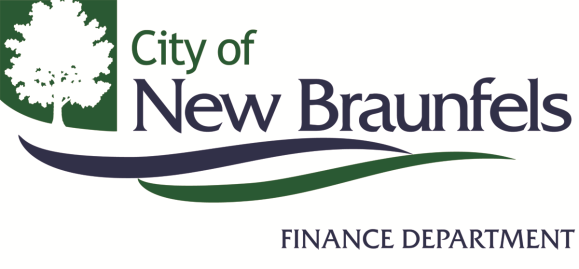 City of
New Braunfels
FINANCE DEPARTMENT